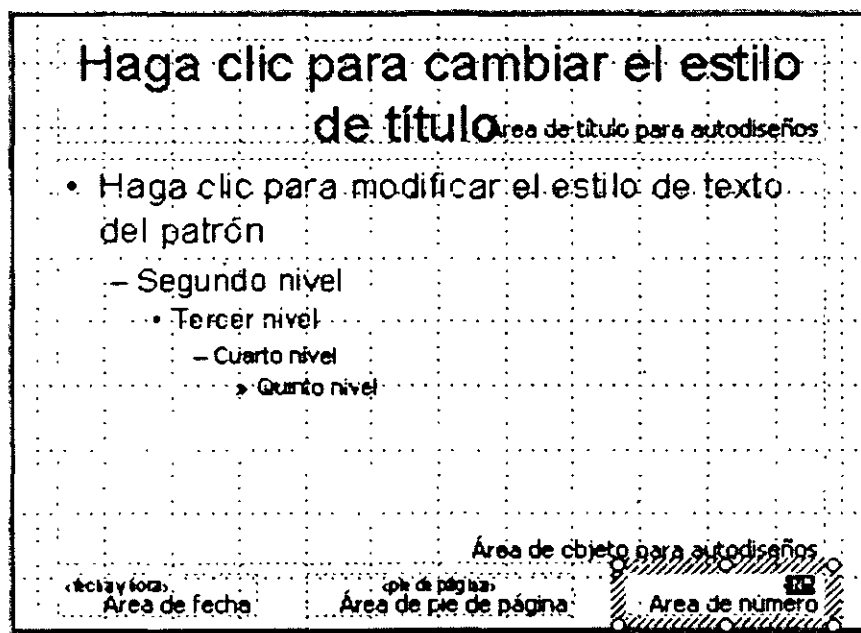 Haga clic para cambiar el estilo
de título
Área de título para autodiseños
• Haga clic para modificar el estilo de texto
del patrón
– Segundo nivel
• Tercer nivel
– Cuarto nivel
» Quinto nivel
Área de objeto para autodiseños
‹fecha y hora›
Área de fecha
‹pie de página›
Área de pie de página
Área de número